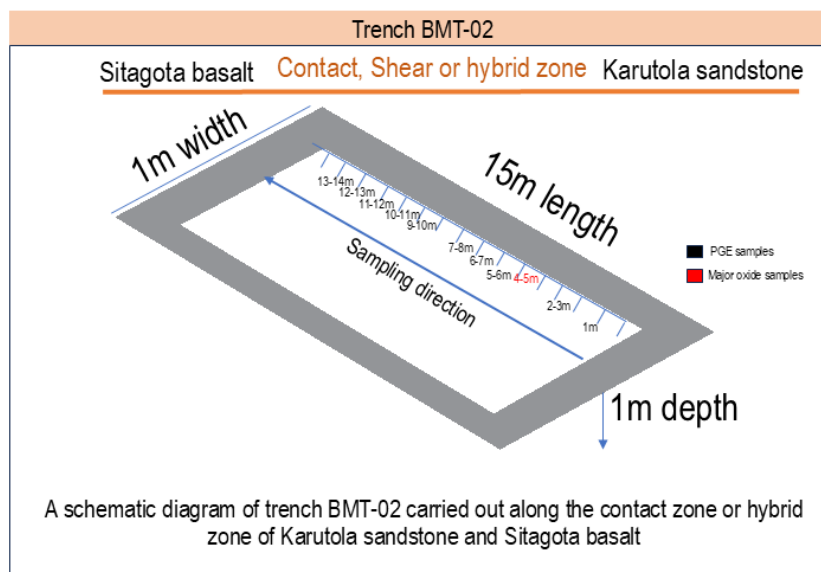 Trench BMT-02
Sitagota basalt
Contact, Shear or hybrid zone
Karutola sandstone
1m width
15m length
13-14m
12-13m
11-12m
10-11m
9-10m
7-8m
6-7m
5-6m
4-5m
2-3m
1m
Sampling direction
PGE samples
Major oxide samples
1m depth
A schematic diagram of trench BMT-02 carried out along the contact zone or hybrid
zone of Karutola sandstone and Sitagota basalt